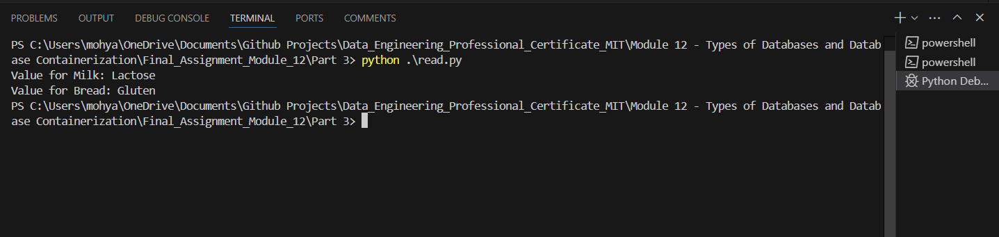 PROBLEMS OUTPUT DEBUG CONSOLE TERMINAL PORTS COMMENTS
PS C:\Users\mohya\OneDrive\Documents\Github Projects\Data_Engineering_Professional_Certificate_MIT\Module 12 - Types of Databases and Datab
ase Containerization\Final_Assignment_Module_12\Part 3> python .\read.py
Value for Milk: Lactose
Value for Bread: Gluten
PS C:\Users\mohya\OneDrive\Documents\Github Projects\Data_Engineering_Professional_Certificate_MIT\Module 12 - Types of Databases and Datab
ase Containerization\Final_Assignment_Module_12\Part 3>
powershell
powershell
Python Deb...